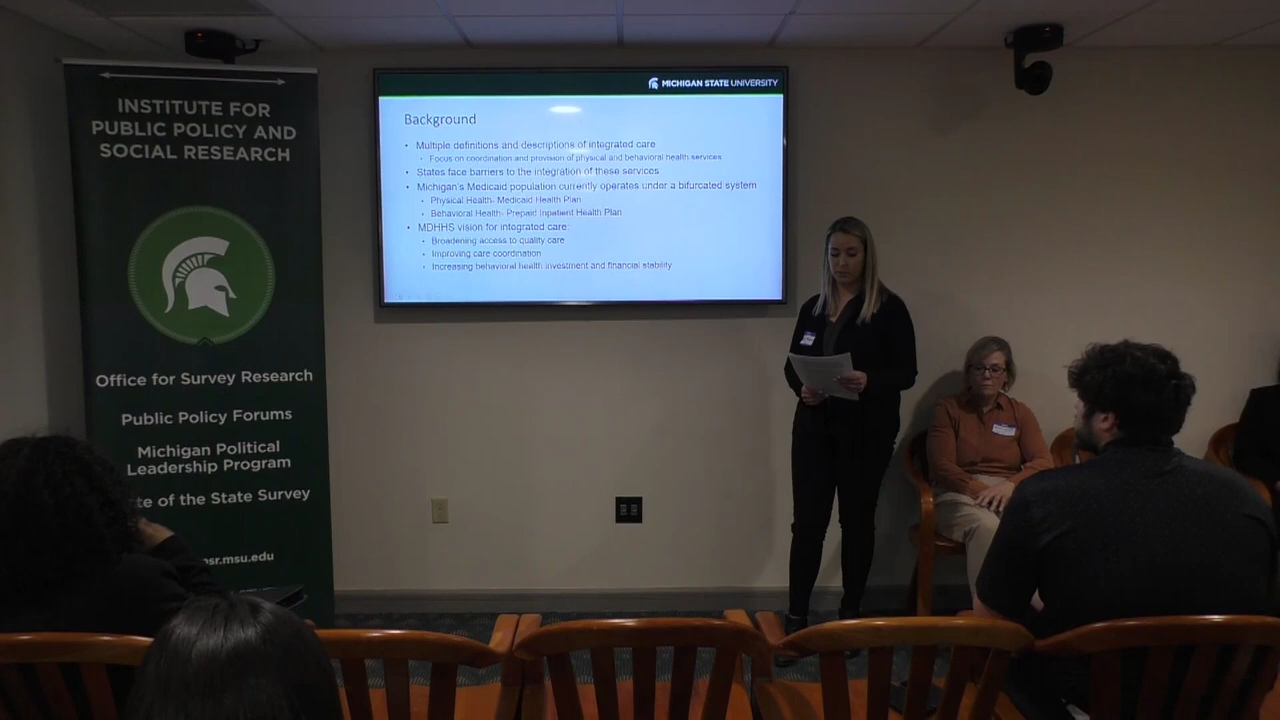 INSTITUTE FOR
PUBLIC POLICY AND
SOCIAL RESEARCH
Office for Survey Research
Public Policy Forums
Michigan Political
Leadership Program
te of the State Survey
psr.msu.edu
MICHIGAN STATE UNIVERSITY
Background
• Multiple definitions and descriptions of integrated care
• Focus on coordination and provision of physical and behavioral health services
• States face barriers to the integration of these services
• Michigan's Medicaid population currently operates under a bifurcated system
• Physical Health- Medicaid Health Plan
• Behavioral Health- Prepaid Inpatient Health Plan
• MDHHS vision for integrated care:
• Broadening access to quality care
• Improving care coordination
• Increasing behavioral health investment and financial stability